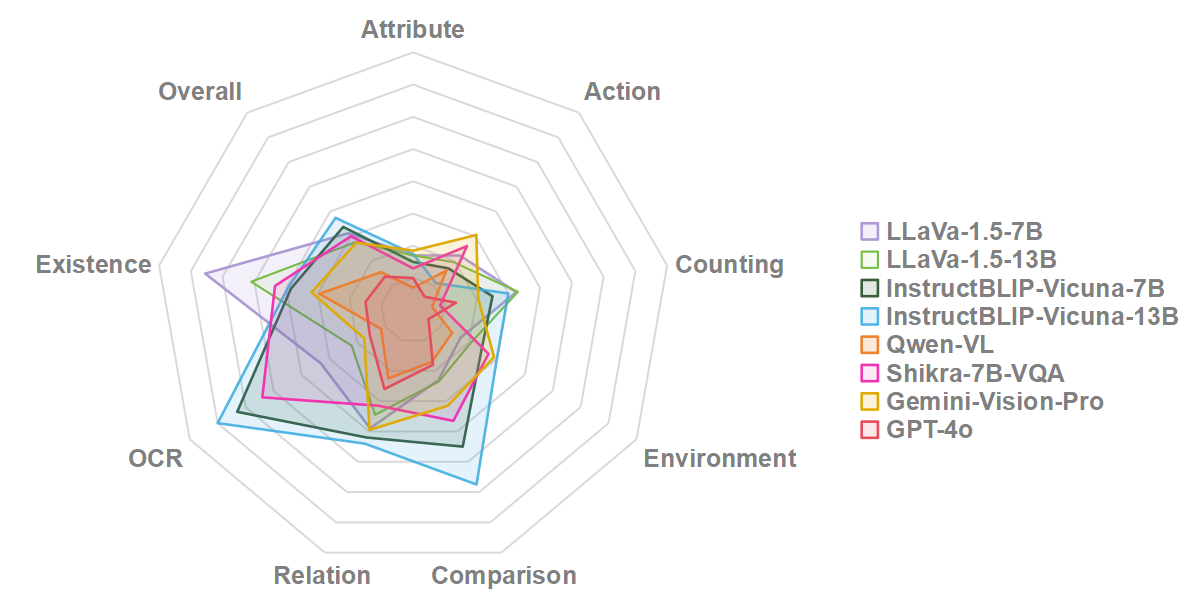 Attribute
Overall
Action
Existence
Counting
OCR
Environment
Relation
Comparison
LLaVa-1.5-7B
LLaVa-1.5-13B
InstructBLIP-Vicuna-7B
InstructBLIP-Vicuna-13B
Qwen-VL
Shikra-7B-VQA
Gemini-Vision-Pro
GPT-4o